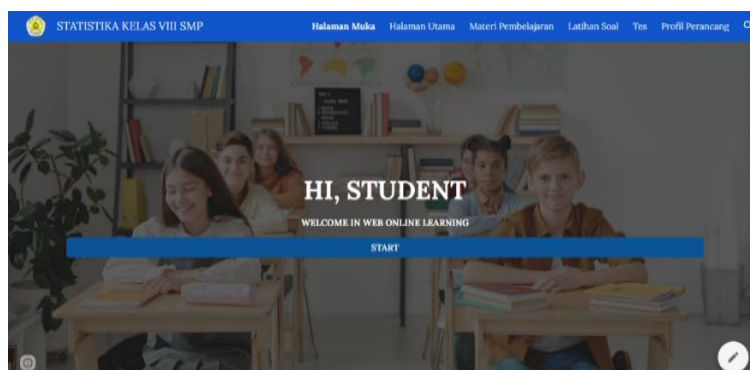 STATISTIKA KELAS VIII SMP
Halaman Muka Halaman Utama Materi Pembelajaran Latihan Soal Tes Profil Perancang
HI, STUDENT
WELCOME IN WEB ONLINE LEARNING
START